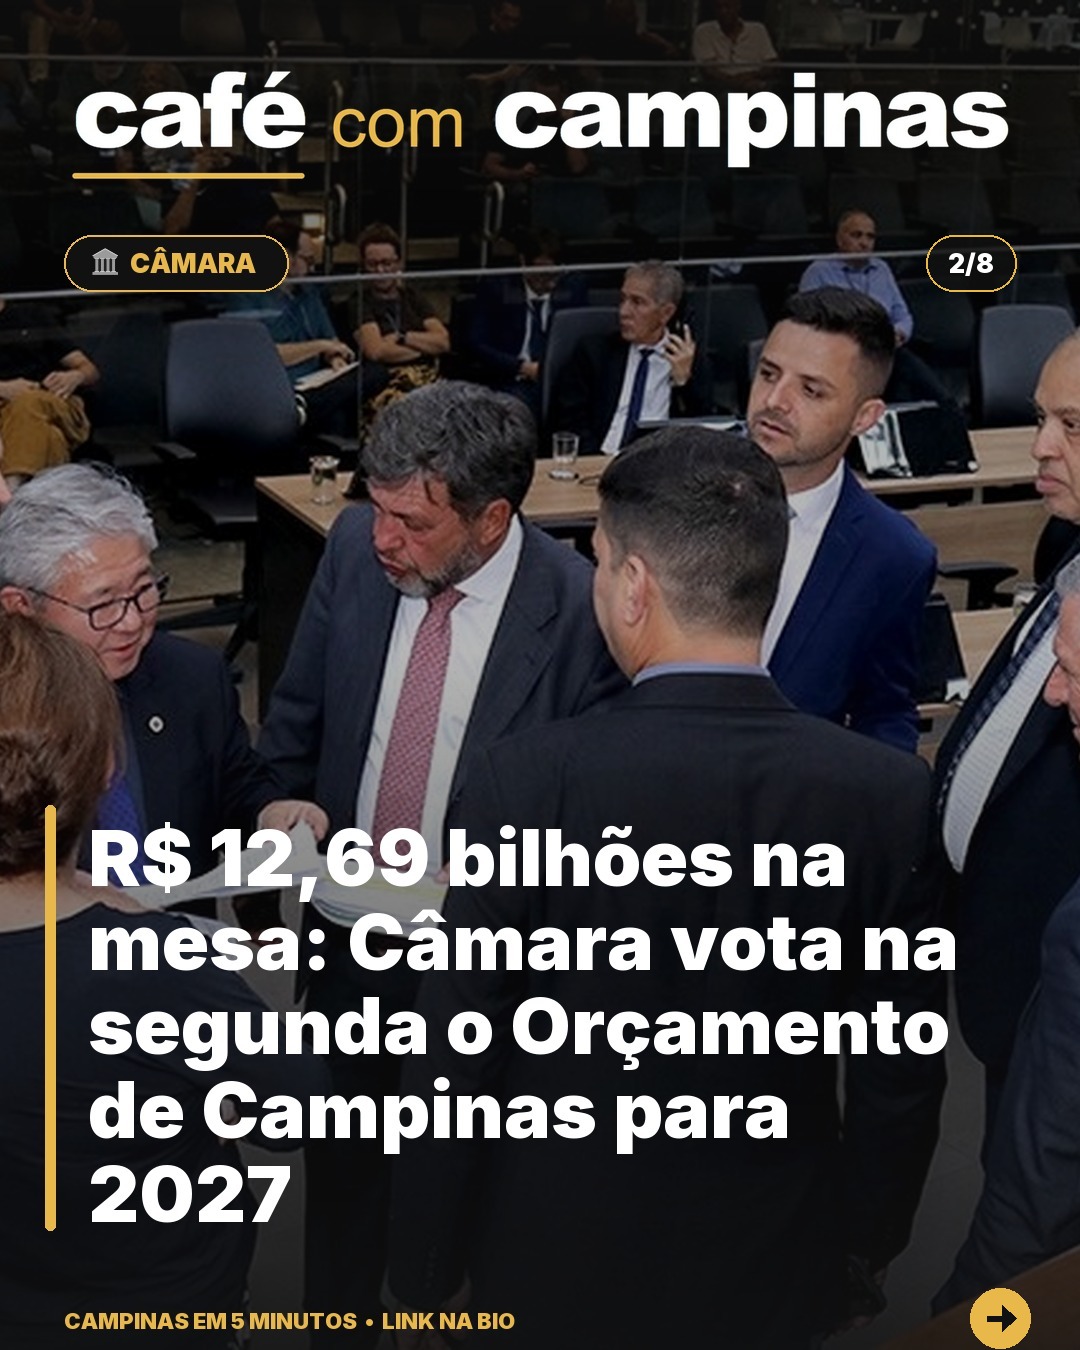 café com campinas
CÂMARA
2/8
R$ 12,69 bilhões na
mesa: Câmara vota na
segunda o Orçamento
de Campinas para
2027
CAMPINAS EM 5 MINUTOS • LINK NA BIO